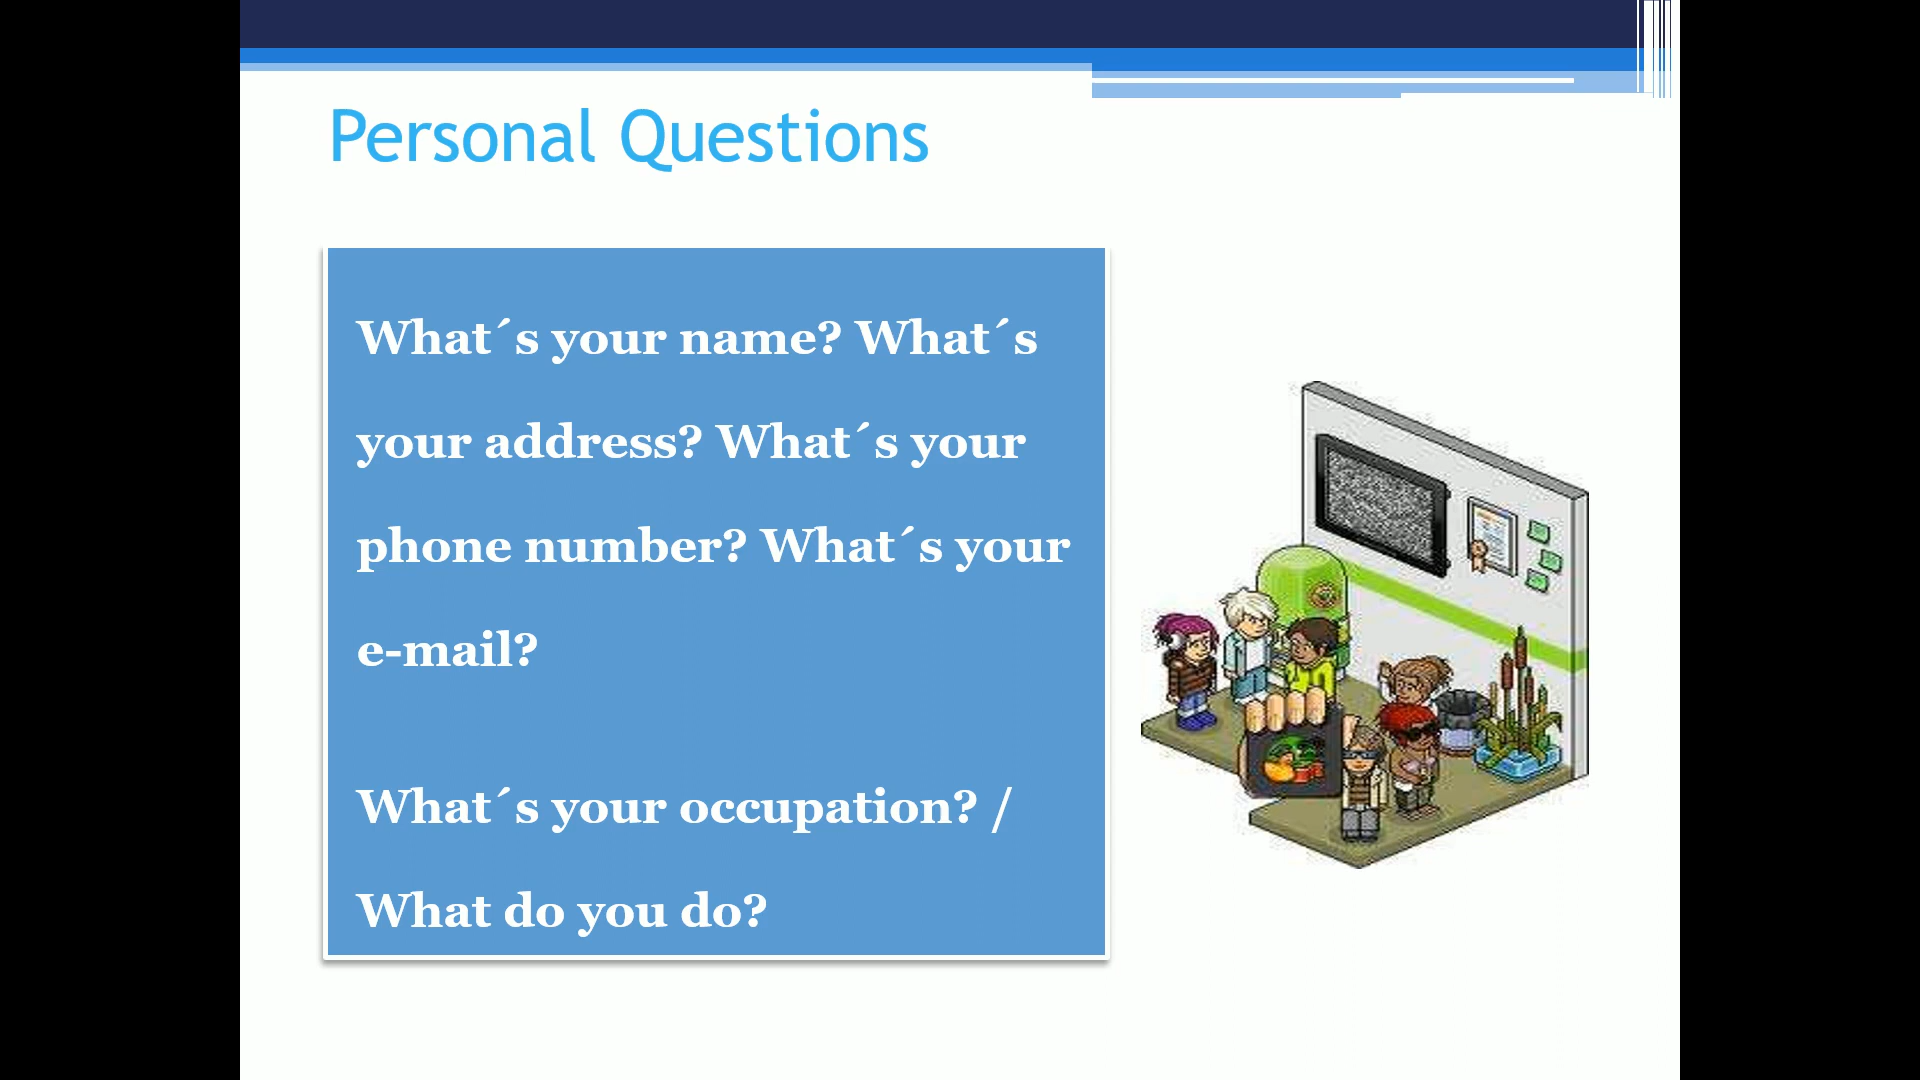 Personal Questions
What´s your name? What´s
your address? What´s your
phone number? What´s your
e-mail?
What´s your occupation? /
What do you do?